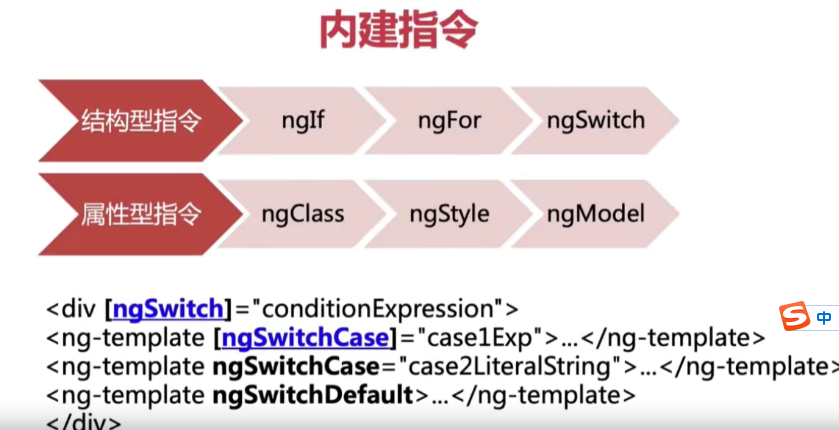 内建指令
结构型指令 ngIf ngFor ngSwitch
属性型指令 ngClass ngStyle ngModel
<div [ngSwitch]="conditionExpression">
<ng-template [ngSwitchCase]="case1Exp">…</ng-template>
<ng-template ngSwitchCase="case2LiteralString">…</ng-template>
<ng-template ngSwitchDefault>…</ng-template>
</div>
S 中